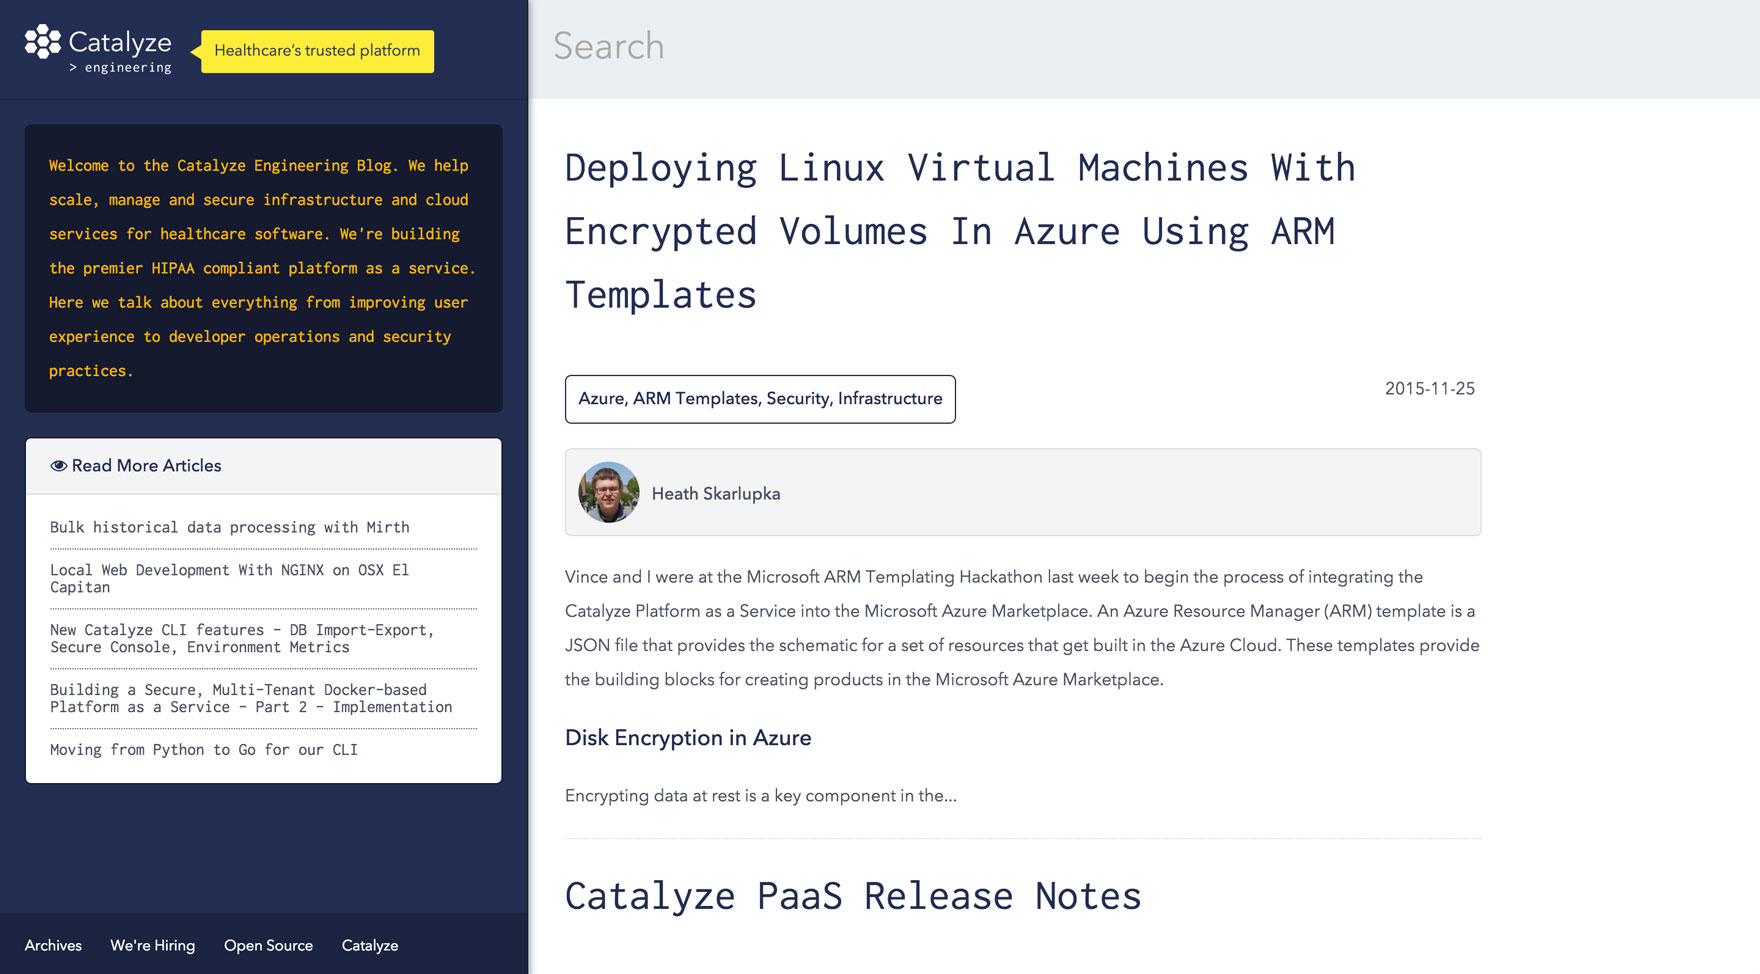 Catalyze
> engineering
Healthcare's trusted platform
Welcome to the Catalyze Engineering Blog. We help
scale, manage and secure infrastructure and cloud
services for healthcare software. We're building
the premier HIPAA compliant platform as a service.
Here we talk about everything from improving user
experience to developer operations and security
practices.
Read More Articles
Bulk historical data processing with Mirth
Local Web Development With NGINX on OSX El
Capitan
New Catalyze CLI features - DB Import-Export,
Secure Console, Environment Metrics
Building a Secure, Multi-Tenant Docker-based
Platform as a Service - Part 2 - Implementation
Moving from Python to Go for our CLI
Archives We're Hiring Open Source Catalyze
Search
Deploying Linux Virtual Machines With
Encrypted Volumes In Azure Using ARM
Templates
Azure, ARM Templates, Security, Infrastructure
2015-11-25
Heath Skarlupka
Vince and I were at the Microsoft ARM Templating Hackathon last week to begin the process of integrating the
Catalyze Platform as a Service into the Microsoft Azure Marketplace. An Azure Resource Manager (ARM) template is a
JSON file that provides the schematic for a set of resources that get built in the Azure Cloud. These templates provide
the building blocks for creating products in the Microsoft Azure Marketplace.
Disk Encryption in Azure
Encrypting data at rest is a key component in the...
Catalyze PaaS Release Notes